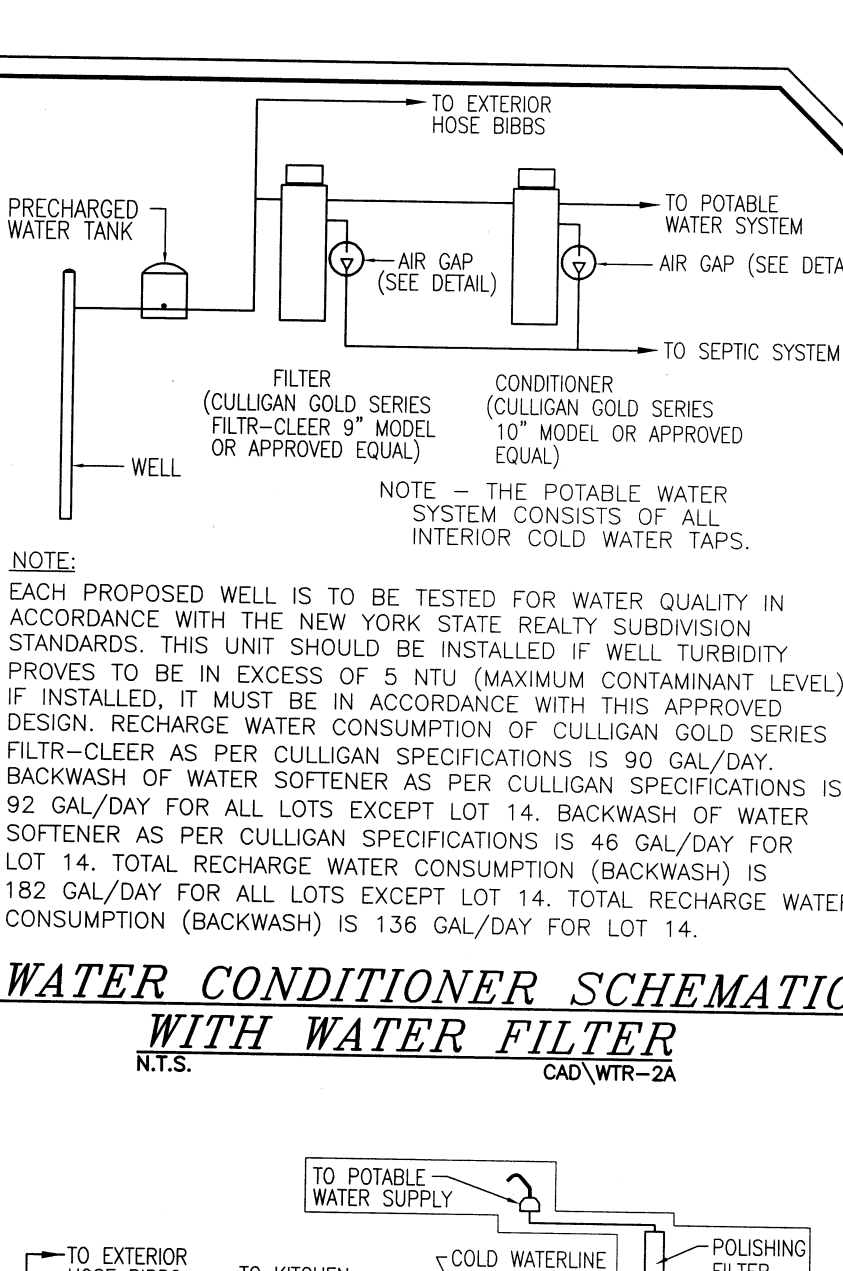 TO EXTERIOR
HOSE BIBBS
PRECHARGED
WATER TANK
TO POTABLE
WATER SYSTEM
AIR GAP
(SEE DETAIL)
AIR GAP (SEE DETA
TO SEPTIC SYSTEM
FILTER
(CULLIGAN GOLD SERIES
FILTR-CLEER 9" MODEL
OR APPROVED EQUAL)
CONDITIONER
(CULLIGAN GOLD SERIES
10" MODEL OR APPROVED
EQUAL)
WELL
NOTE - THE POTABLE WATER
SYSTEM CONSISTS OF ALL
INTERIOR COLD WATER TAPS.
NOTE:
EACH PROPOSED WELL IS TO BE TESTED FOR WATER QUALITY IN
ACCORDANCE WITH THE NEW YORK STATE REALTY SUBDIVISION
STANDARDS. THIS UNIT SHOULD BE INSTALLED IF WELL TURBIDITY
PROVES TO BE IN EXCESS OF 5 NTU (MAXIMUM CONTAMINANT LEVEL)
IF INSTALLED, IT MUST BE IN ACCORDANCE WITH THIS APPROVED
DESIGN. RECHARGE WATER CONSUMPTION OF CULLIGAN GOLD SERIES
FILTR-CLEER AS PER CULLIGAN SPECIFICATIONS IS 90 GAL/DAY.
BACKWASH OF WATER SOFTENER AS PER CULLIGAN SPECIFICATIONS IS
92 GAL/DAY FOR ALL LOTS EXCEPT LOT 14. BACKWASH OF WATER
SOFTENER AS PER CULLIGAN SPECIFICATIONS IS 46 GAL/DAY FOR
LOT 14. TOTAL RECHARGE WATER CONSUMPTION (BACKWASH) IS
182 GAL/DAY FOR ALL LOTS EXCEPT LOT 14. TOTAL RECHARGE WATER
CONSUMPTION (BACKWASH) IS 136 GAL/DAY FOR LOT 14.
WATER CONDITIONER SCHEMATIC
WITH WATER FILTER
N.T.S.
CAD\WTR-2A
TO POTABLE
WATER SUPPLY
TO EXTERIOR
HOSE BIBBS
TO KITCHEN
COLD WATERLINE
POLISHING
FILTER